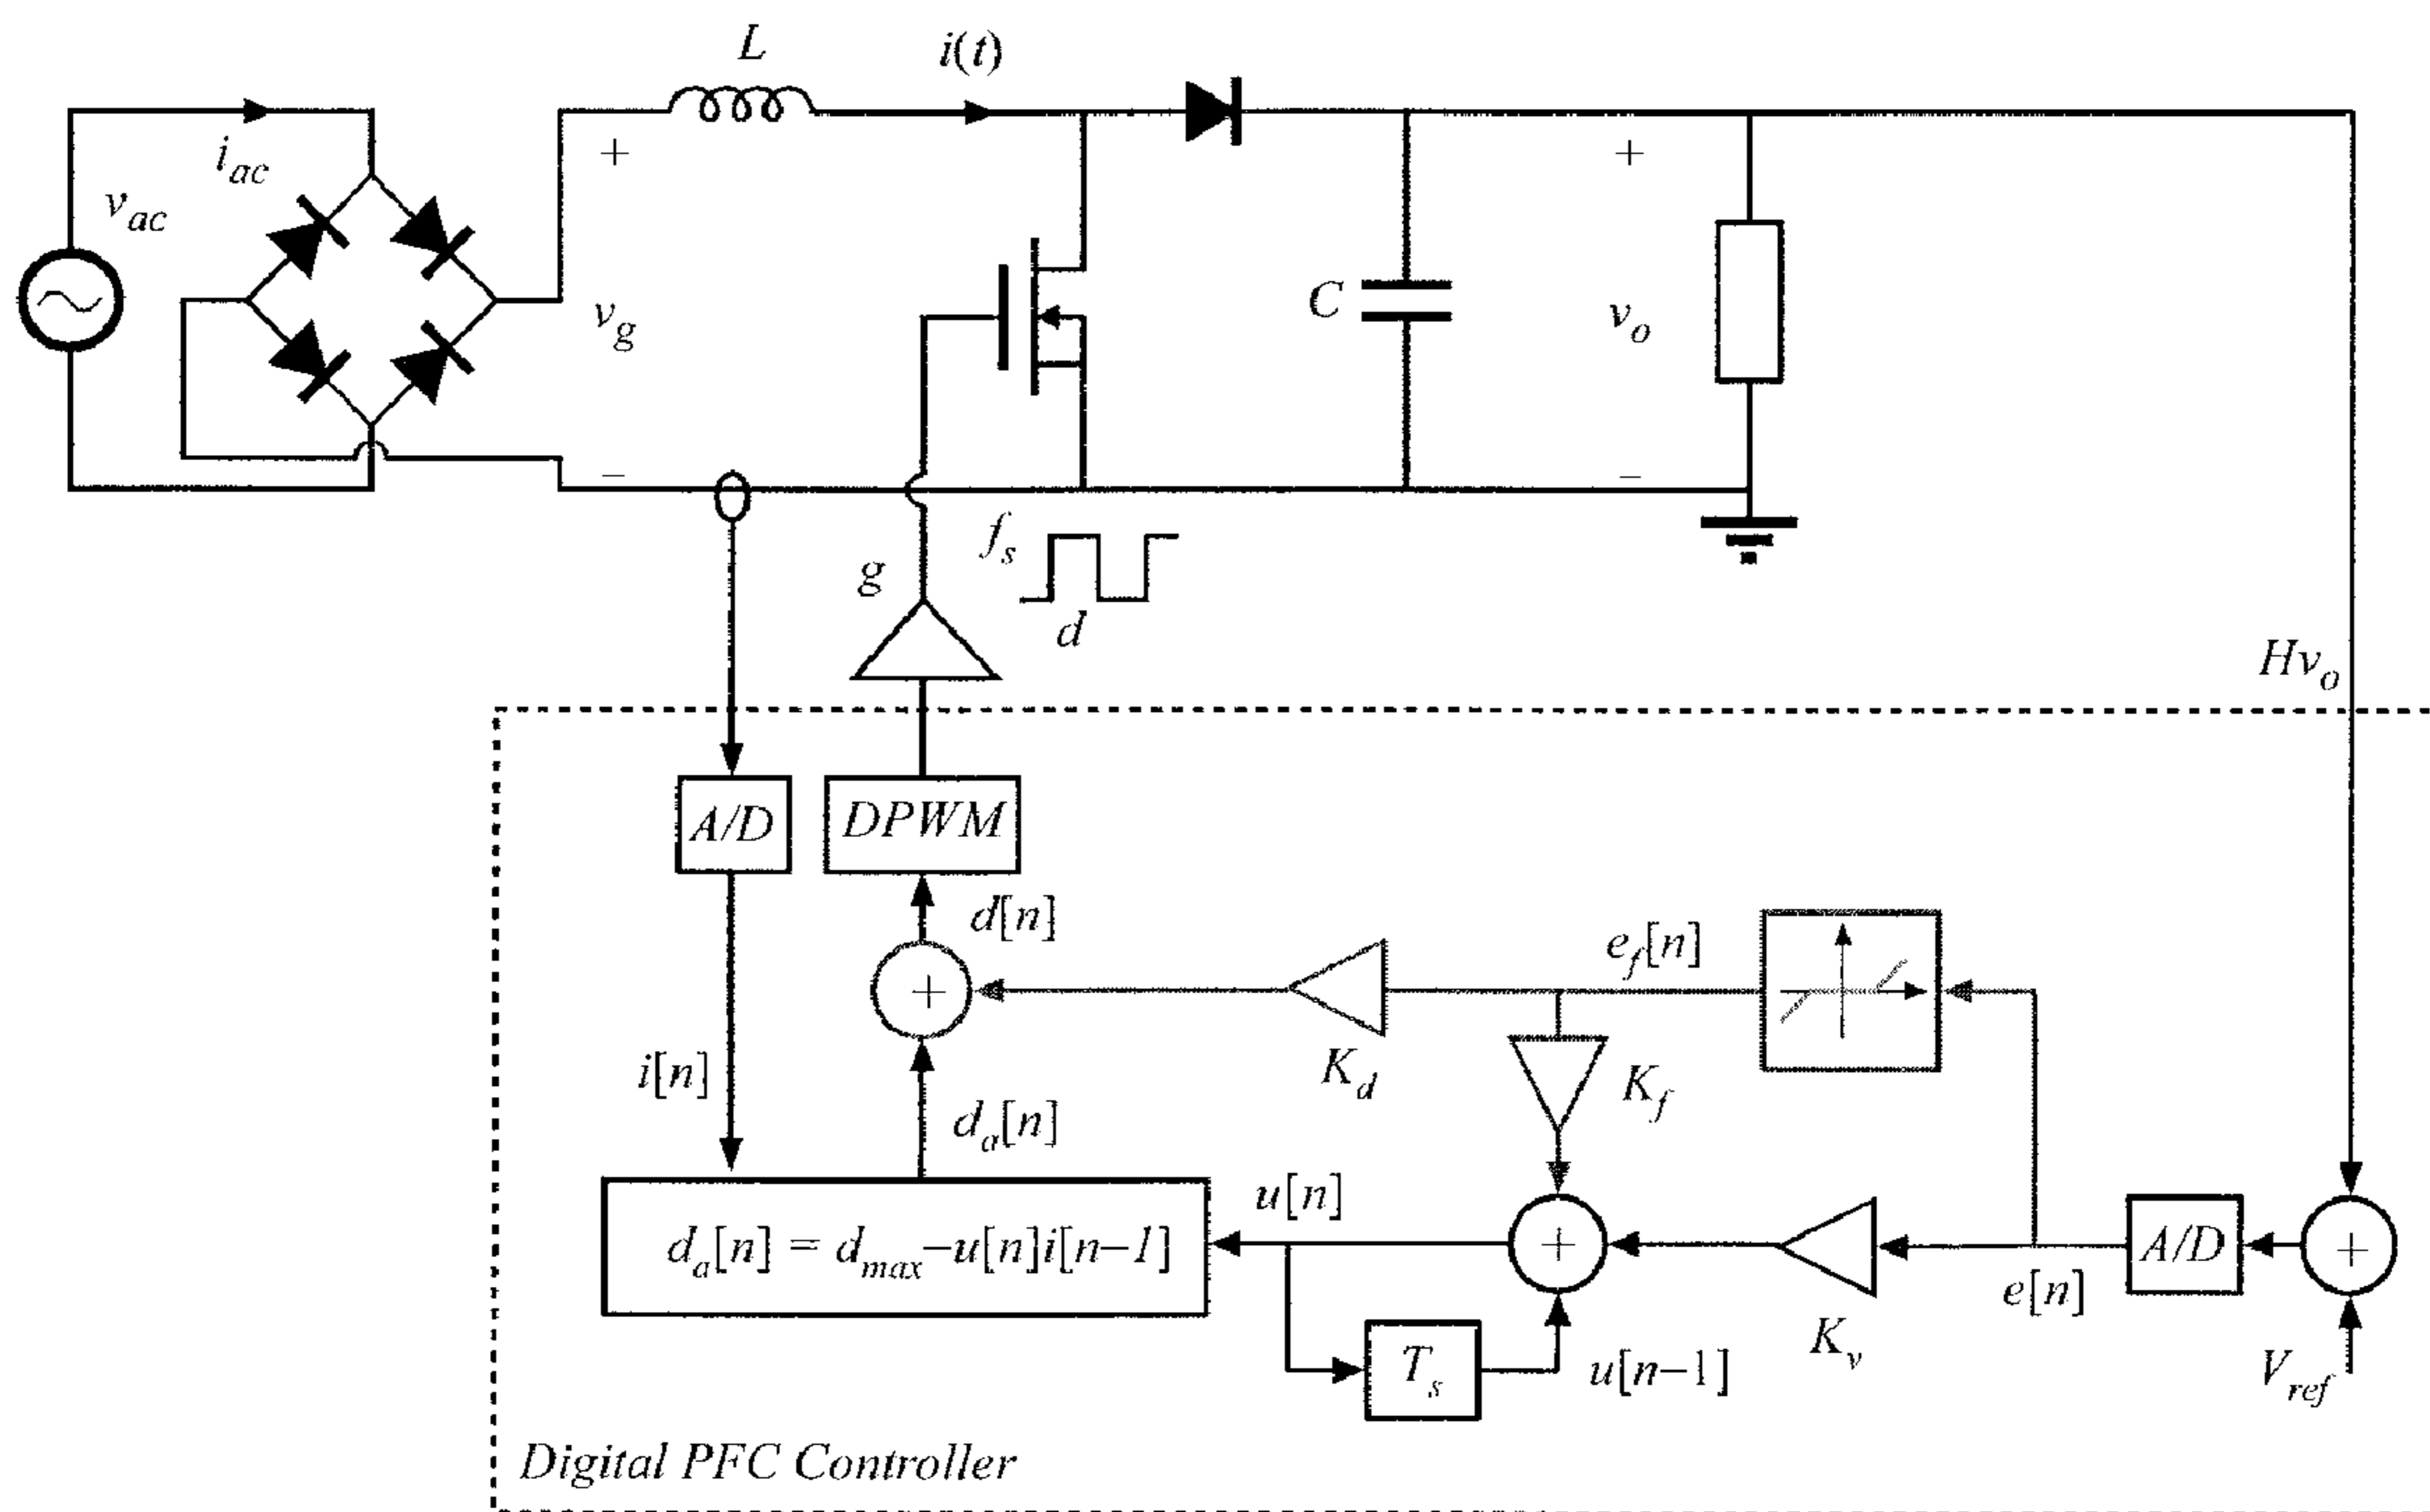 L
i(t)
i_ac
v_ac
+
v_g
−
C
+
v_o
−
f_s
g
d
Hv_o
A/D
DPWM
d[n]
+
e_f[n]
K_d
K_f
i[n]
d_a[n]
u[n]
d_a[n] = d_max−u[n]i[n−1]
+
K_v
e[n]
A/D
+
T_s
u[n−1]
V_ref
Digital PFC Controller